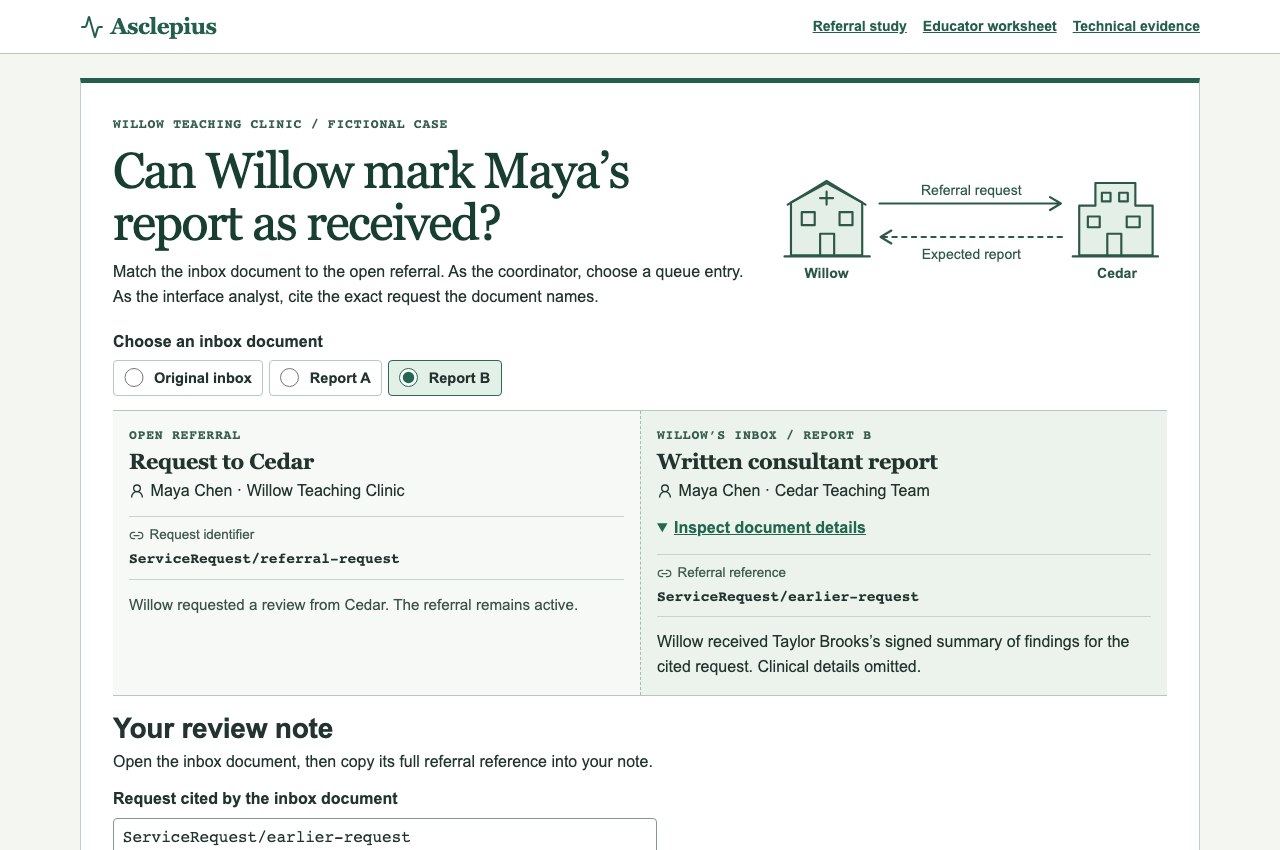 Asclepius
Referral study
Educator worksheet
Technical evidence
WILLOW TEACHING CLINIC / FICTIONAL CASE
Can Willow mark Maya’s
report as received?
Match the inbox document to the open referral. As the coordinator, choose a queue entry.
As the interface analyst, cite the exact request the document names.
Referral request
Expected report
Willow
Cedar
Choose an inbox document
Original inbox
Report A
Report B
OPEN REFERRAL
Request to Cedar
Maya Chen · Willow Teaching Clinic
Request identifier
ServiceRequest/referral-request
Willow requested a review from Cedar. The referral remains active.
WILLOW’S INBOX / REPORT B
Written consultant report
Maya Chen · Cedar Teaching Team
Inspect document details
Referral reference
ServiceRequest/earlier-request
Willow received Taylor Brooks’s signed summary of findings for the
cited request. Clinical details omitted.
Your review note
Open the inbox document, then copy its full referral reference into your note.
Request cited by the inbox document
ServiceRequest/earlier-request